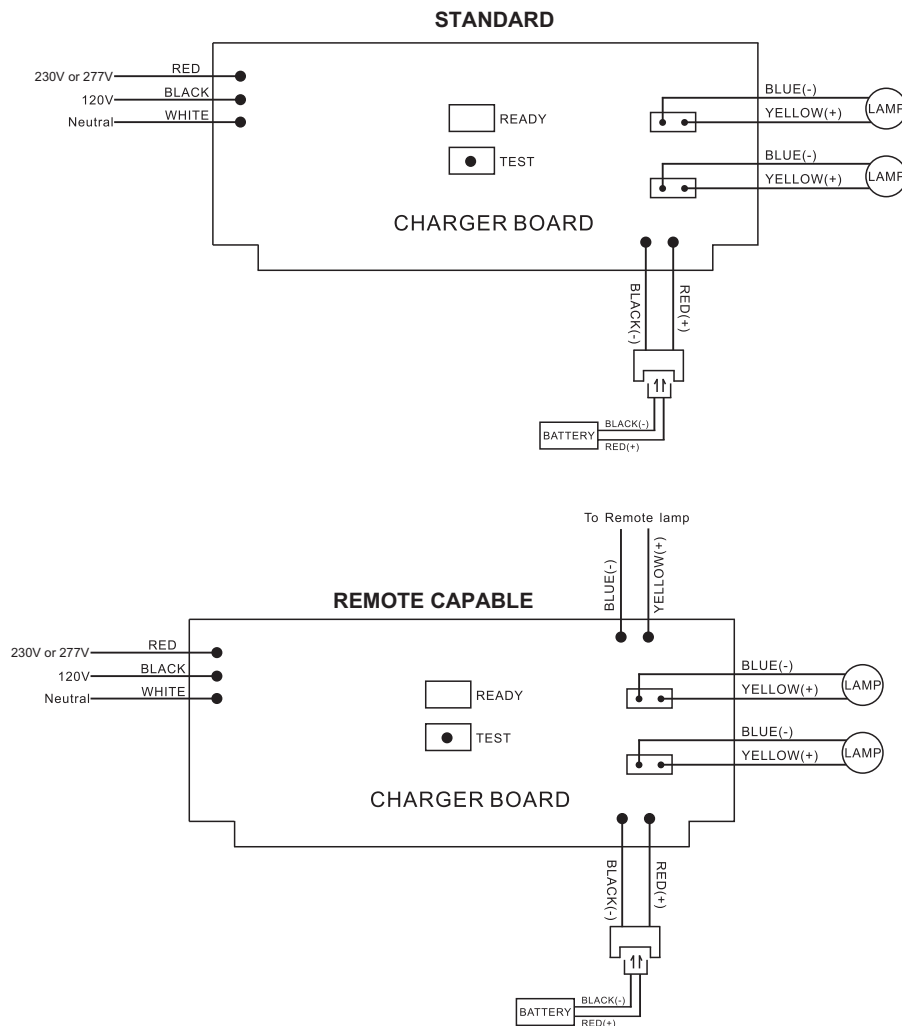 STANDARD
230V or 277V RED
120V BLACK
Neutral WHITE
READY
TEST
CHARGER BOARD
BLUE(-)
YELLOW(+)
LAMP
BLUE(-)
YELLOW(+)
LAMP
BLACK(-)
RED(+)
BATTERY
BLACK(-)
RED(+)
To Remote lamp
BLUE(-)
YELLOW(+)
REMOTE CAPABLE
230V or 277V RED
120V BLACK
Neutral WHITE
READY
TEST
CHARGER BOARD
BLUE(-)
YELLOW(+)
LAMP
BLUE(-)
YELLOW(+)
LAMP
BLACK(-)
RED(+)
BATTERY
BLACK(-)
RED(+)